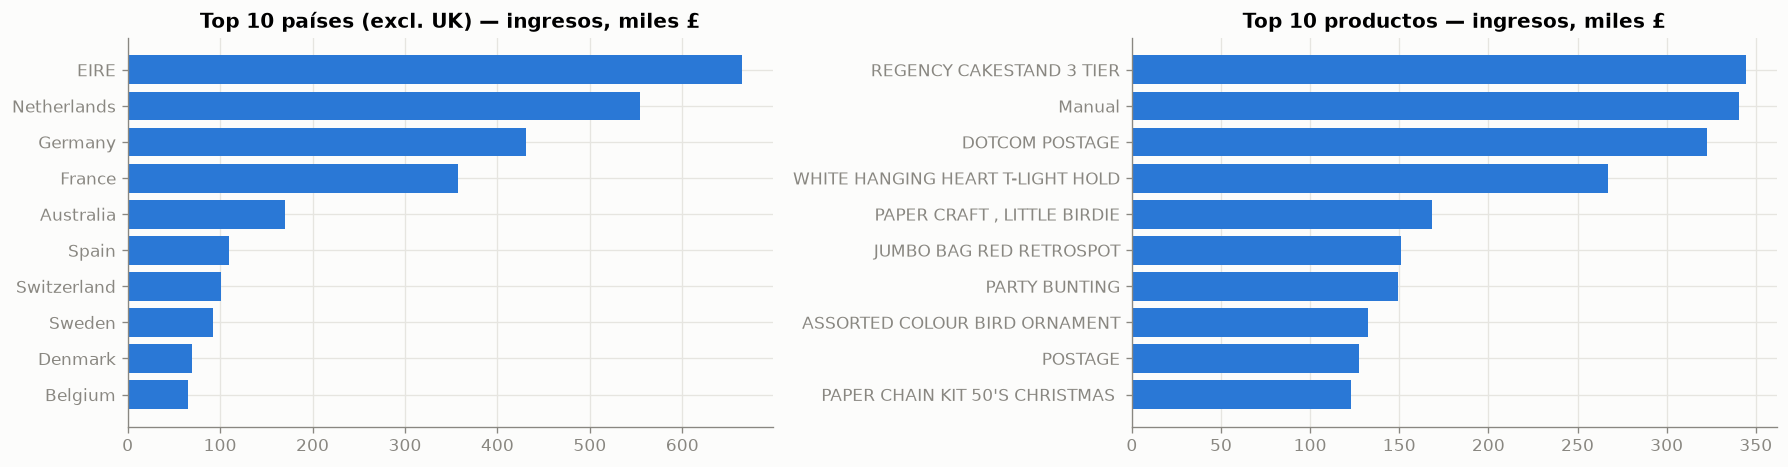 Top 10 países (excl. UK) — ingresos, miles £
EIRE
Netherlands
Germany
France
Australia
Spain
Switzerland
Sweden
Denmark
Belgium
0 100 200 300 400 500 600
Top 10 productos — ingresos, miles £
REGENCY CAKESTAND 3 TIER
Manual
DOTCOM POSTAGE
WHITE HANGING HEART T-LIGHT HOLD
PAPER CRAFT , LITTLE BIRDIE
JUMBO BAG RED RETROSPOT
PARTY BUNTING
ASSORTED COLOUR BIRD ORNAMENT
POSTAGE
PAPER CHAIN KIT 50'S CHRISTMAS
0 50 100 150 200 250 300 350